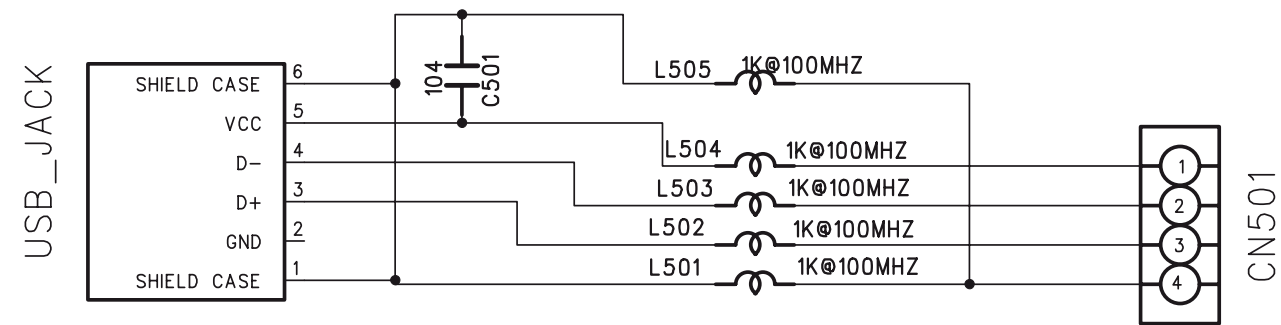 USB_JACK
SHIELD CASE 6
VCC 5
D- 4
D+ 3
GND 2
SHIELD CASE 1
104
C501
L505 1K@100MHZ
L504 1K@100MHZ
L503 1K@100MHZ
L502 1K@100MHZ
L501 1K@100MHZ
1
2
3
4
CN501